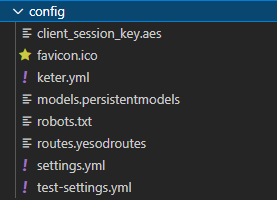 config
client_session_key.aes
favicon.ico
keter.yml
models.persistentmodels
robots.txt
routes.yesodroutes
settings.yml
test-settings.yml